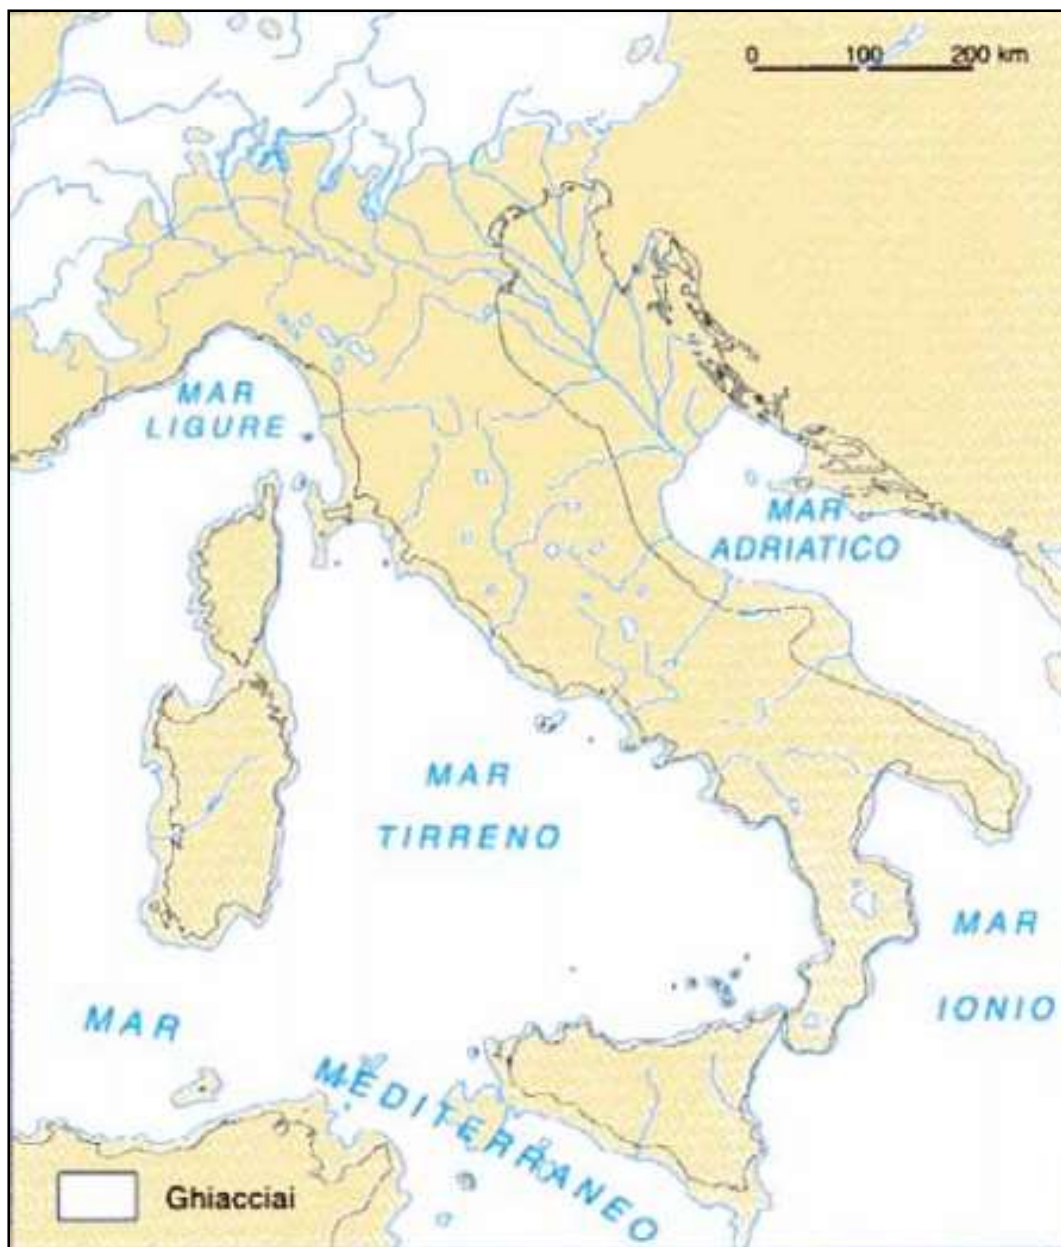 0 100 200 km
MAR
LIGURE
MAR
ADRIATICO
MAR
TIRRENO
MAR
IONIO
MAR
MEDITERRANEO
Ghiacciai